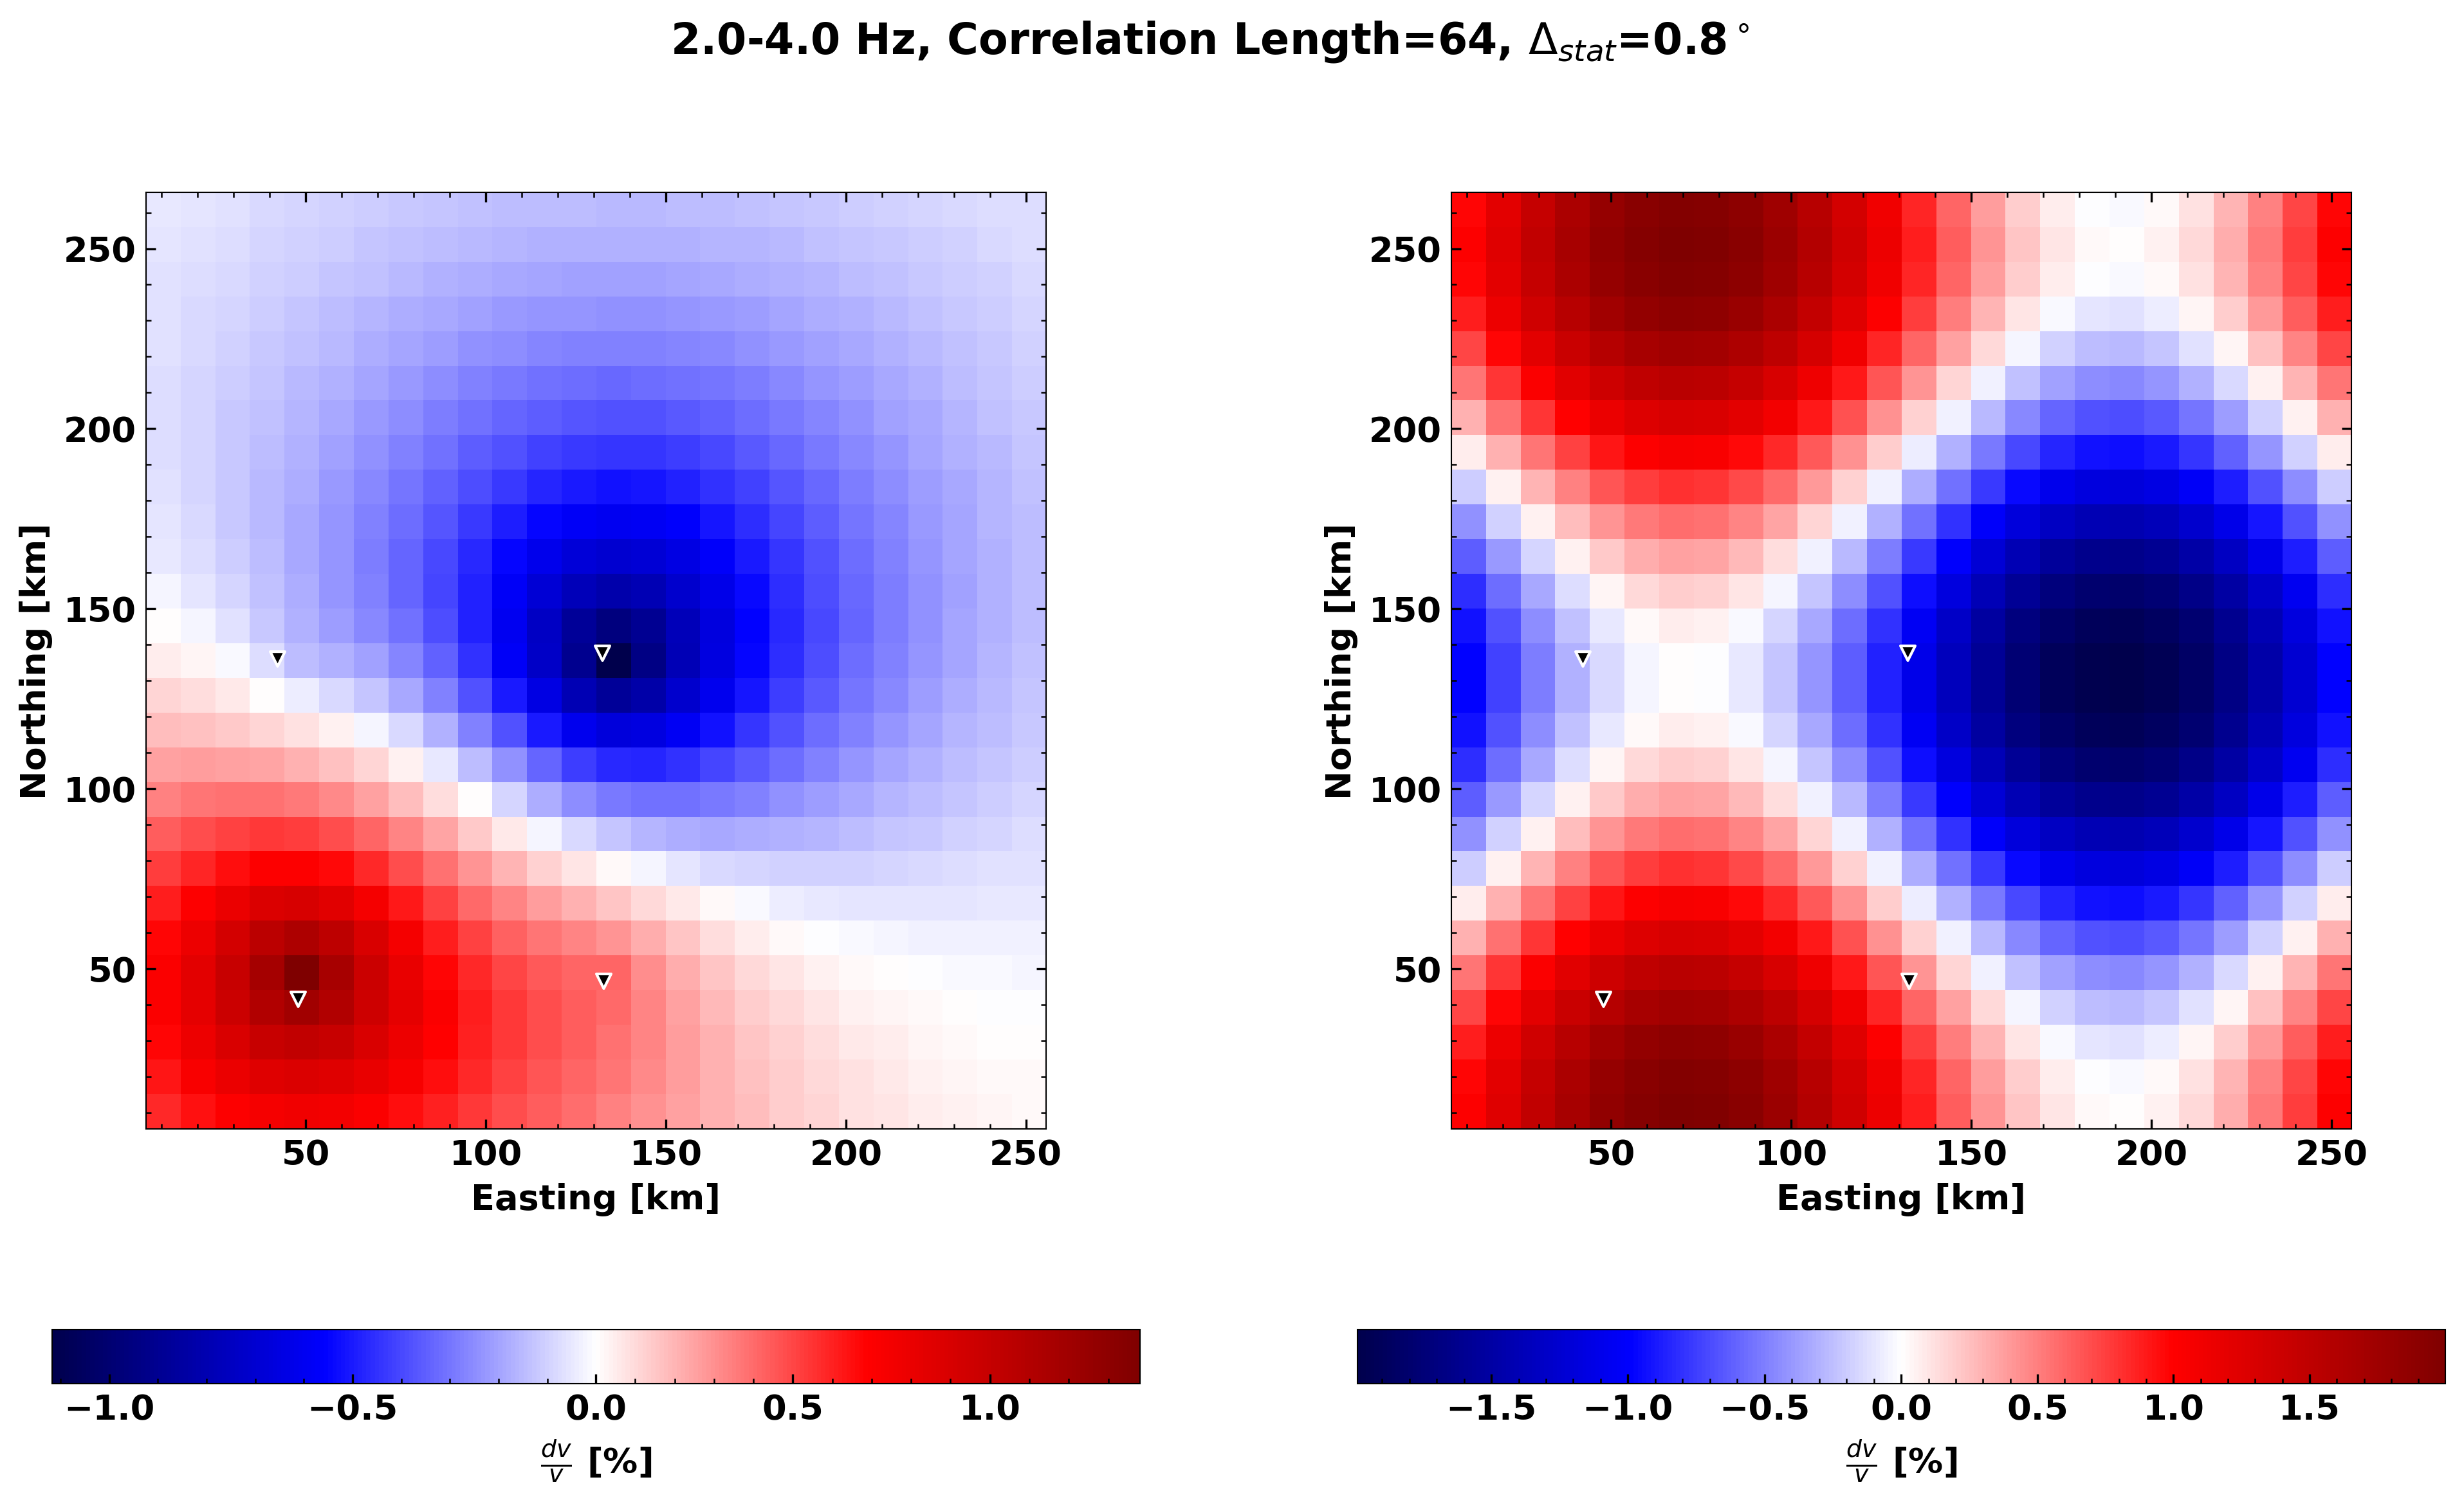 2.0-4.0 Hz, Correlation Length=64, Δstat=0.8°
250
200
150
100
50
Northing [km]
50 100 150 200 250
Easting [km]
250
200
150
100
50
Northing [km]
50 100 150 200 250
Easting [km]
−1.0 −0.5 0.0 0.5 1.0
dv/v [%]
−1.5 −1.0 −0.5 0.0 0.5 1.0 1.5
dv/v [%]